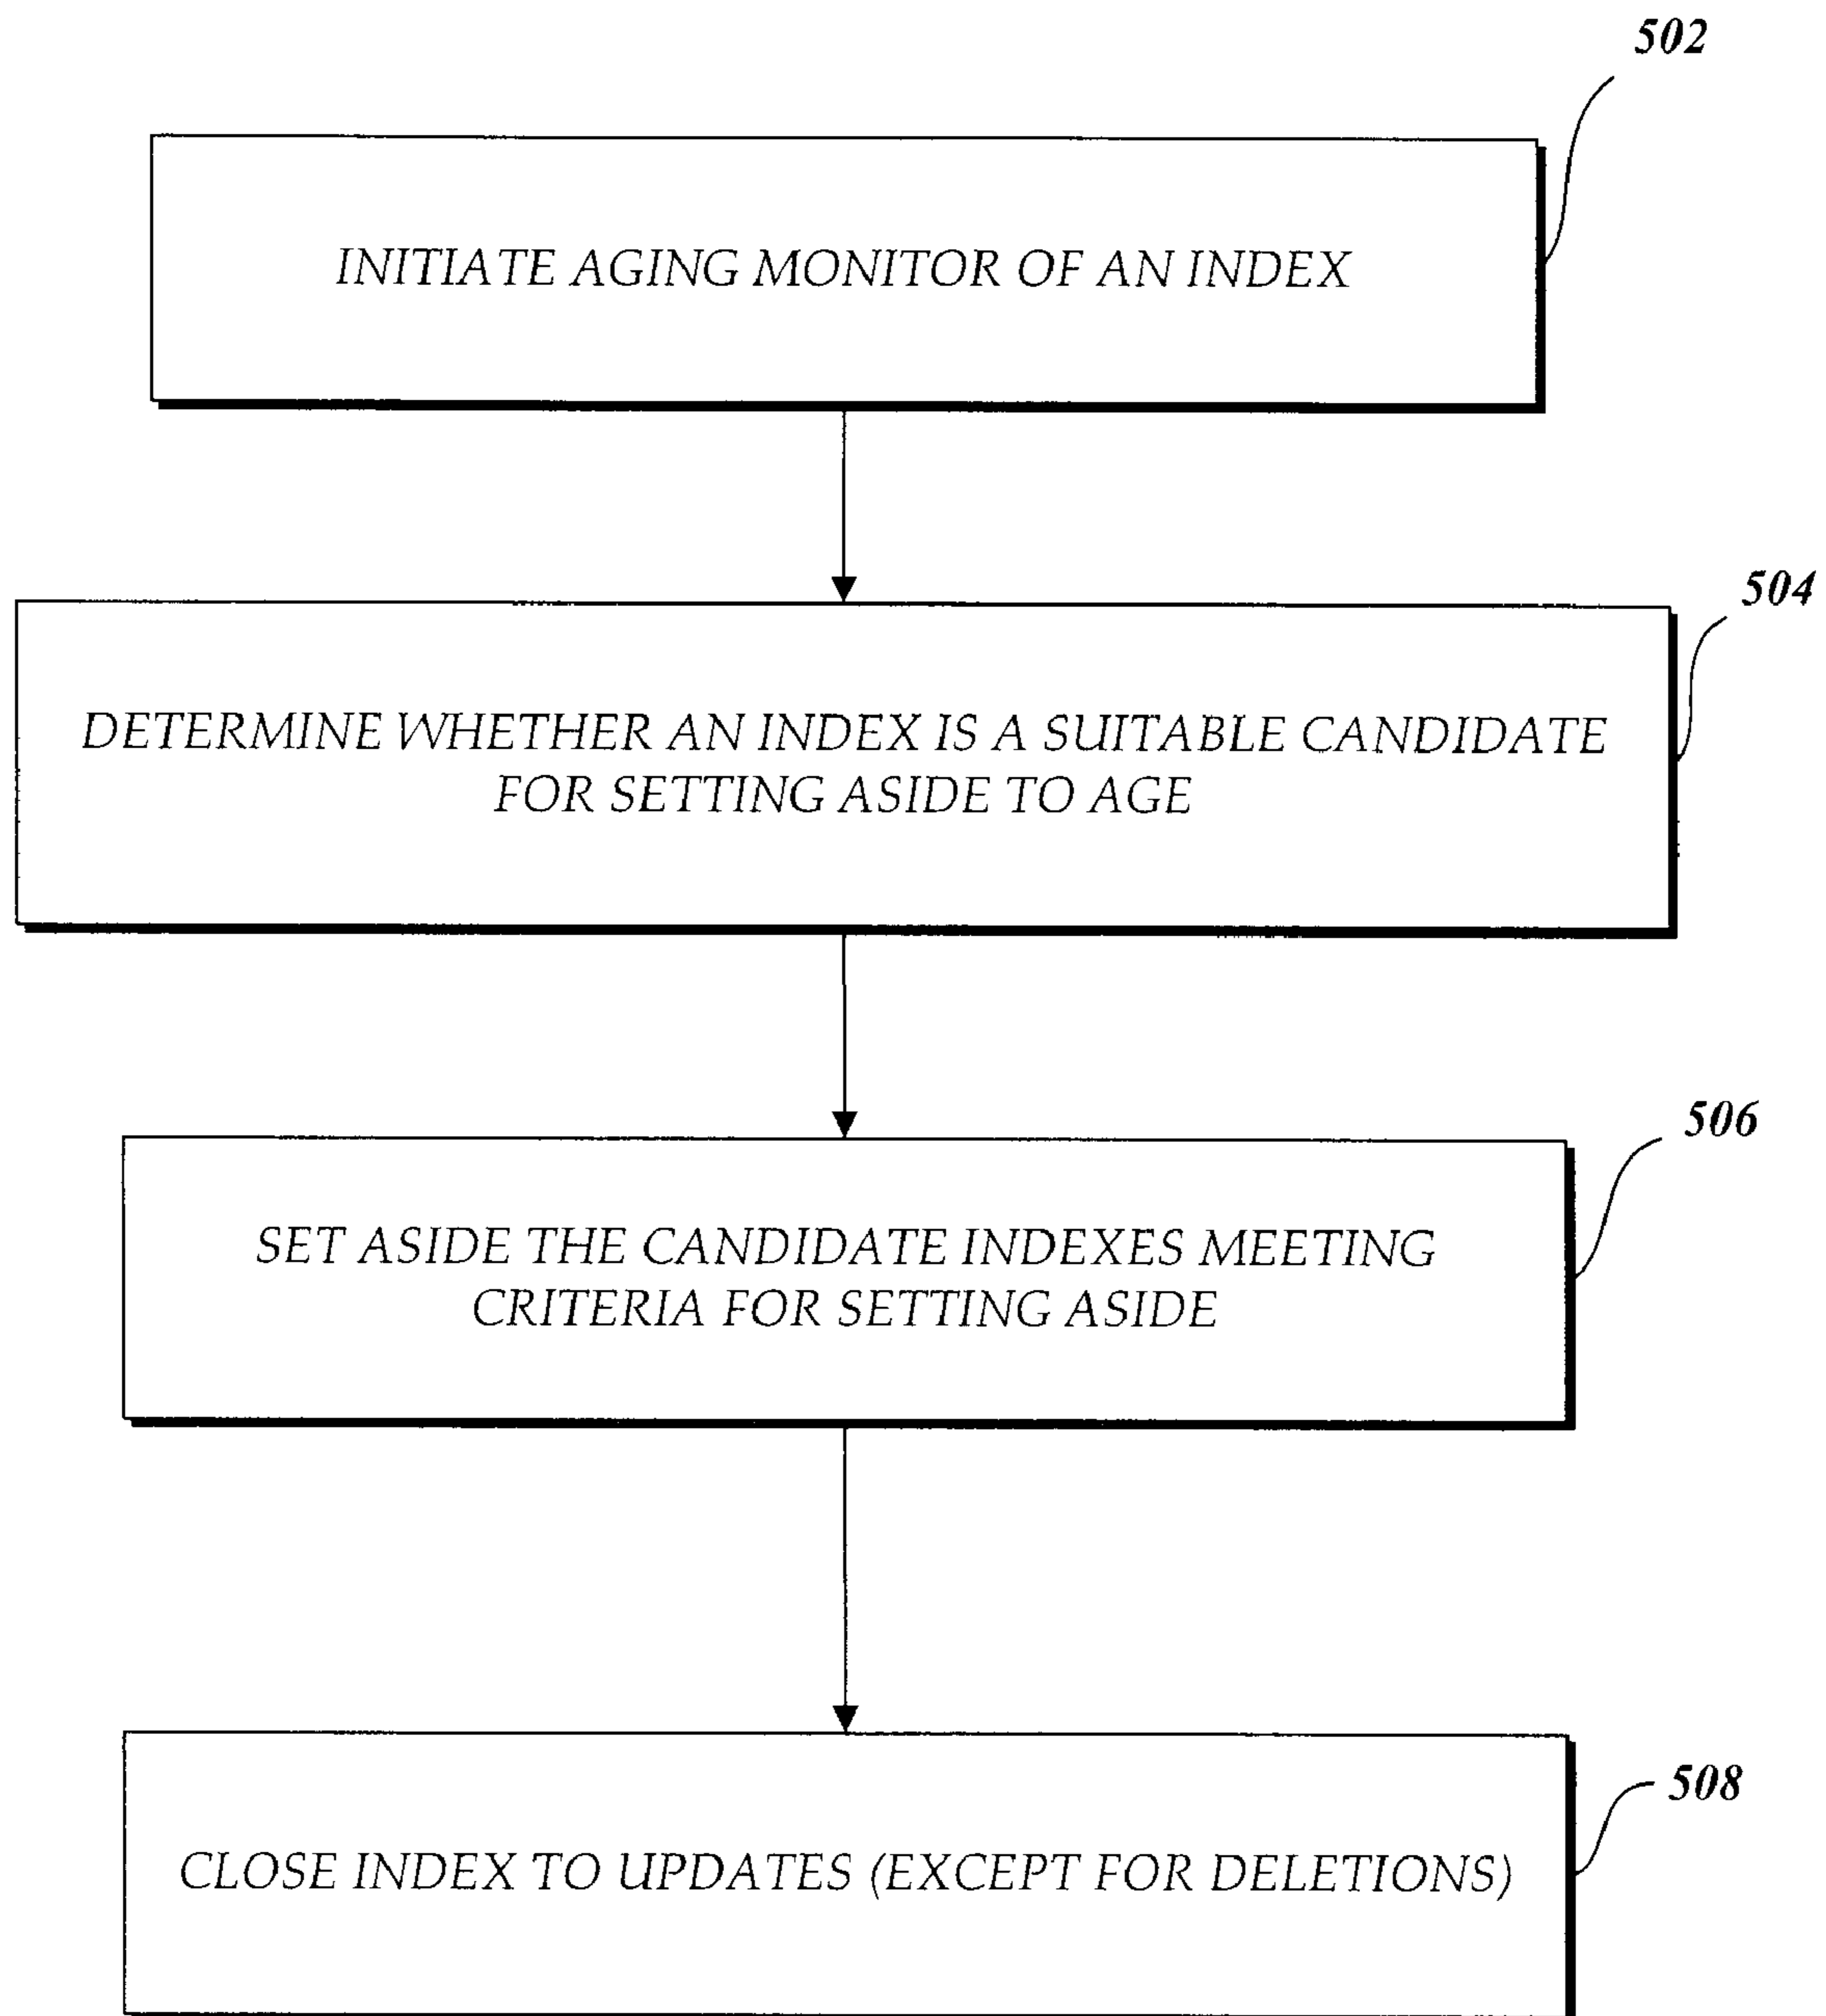 502
INITIATE AGING MONITOR OF AN INDEX
504
DETERMINE WHETHER AN INDEX IS A SUITABLE CANDIDATE
FOR SETTING ASIDE TO AGE
506
SET ASIDE THE CANDIDATE INDEXES MEETING
CRITERIA FOR SETTING ASIDE
508
CLOSE INDEX TO UPDATES (EXCEPT FOR DELETIONS)